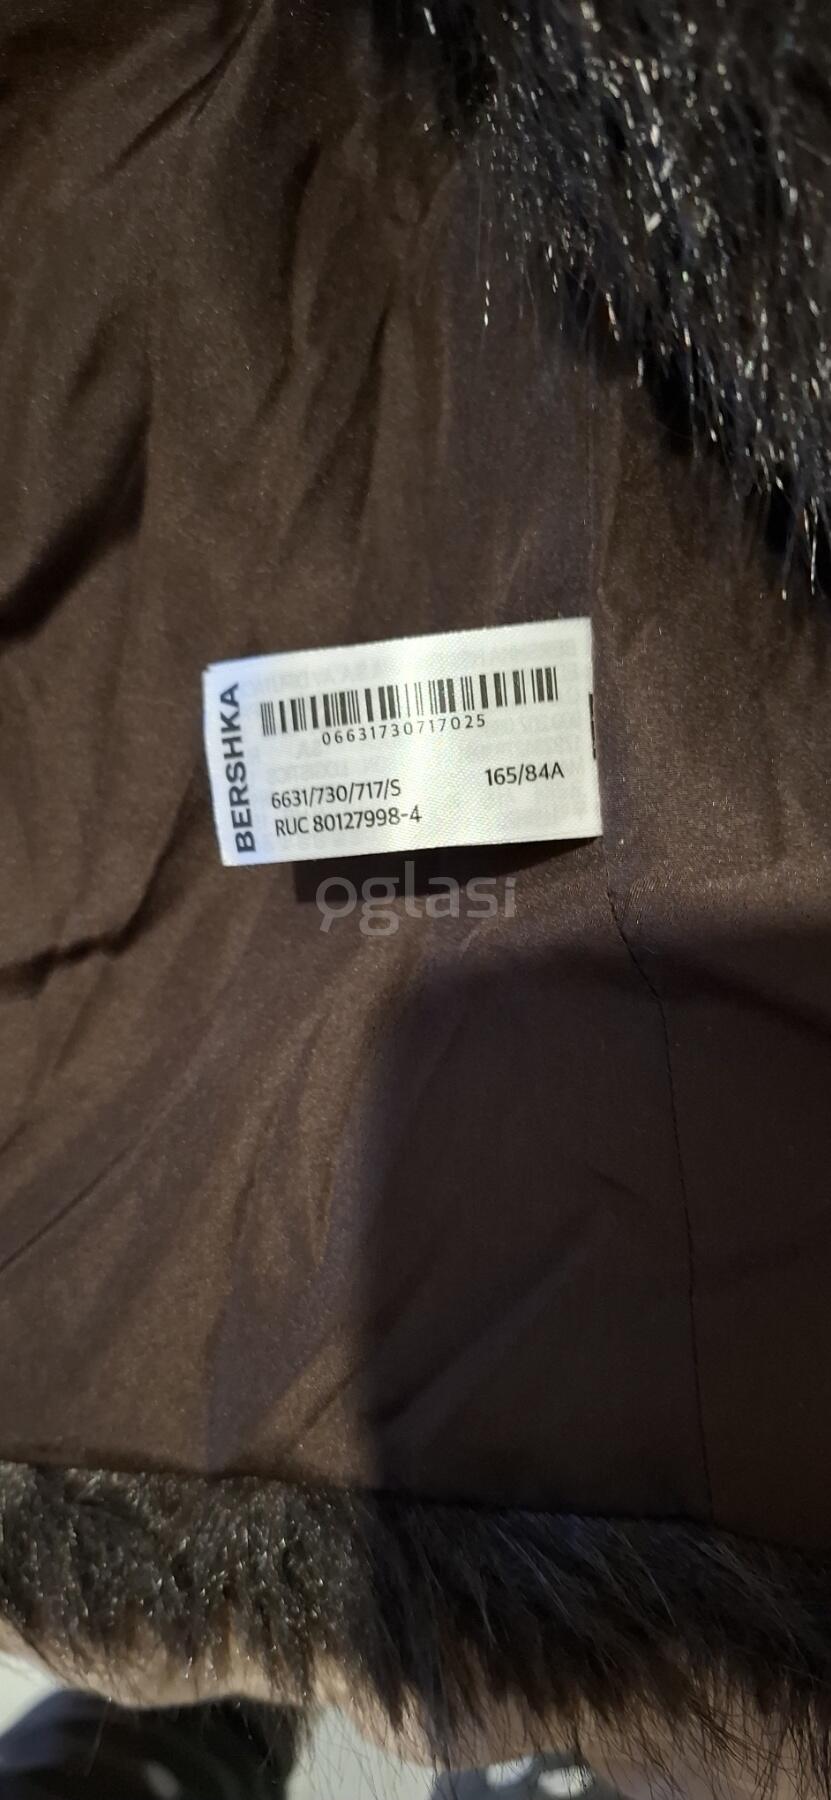 BERSHKA
06631730717025
6631/730/717/S
165/84A
RUC 80127998-4
oglasi